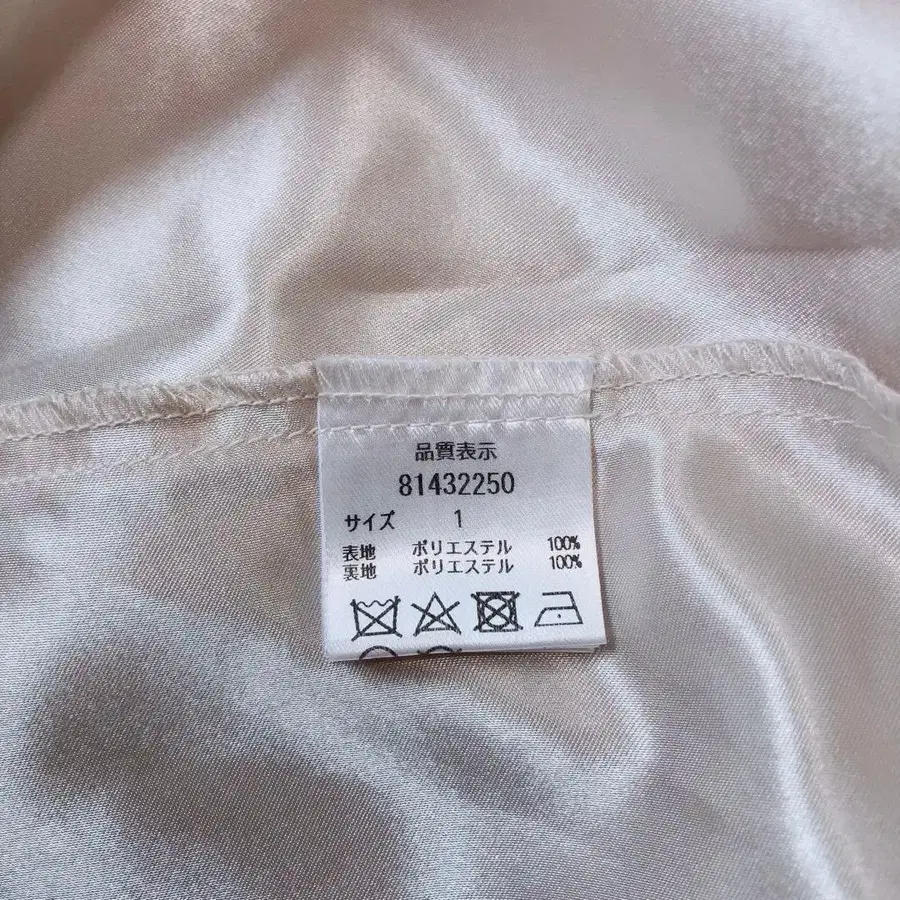 品質表示
81432250
サイズ 1
表地 ポリエステル 100%
裏地 ポリエステル 100%